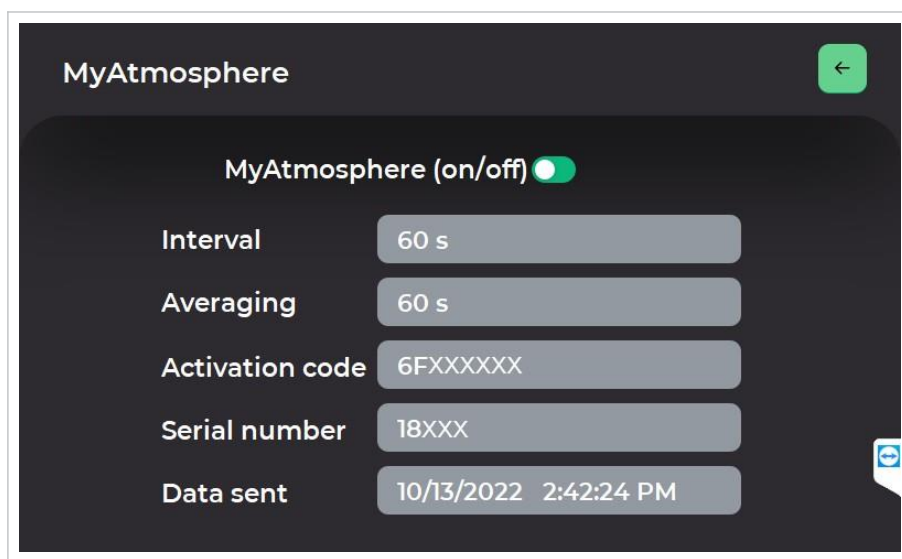 MyAtmosphere
MyAtmosphere (on/off)
Interval 60 s
Averaging 60 s
Activation code 6FXXXXXX
Serial number 18XXX
Data sent 10/13/2022 2:42:24 PM